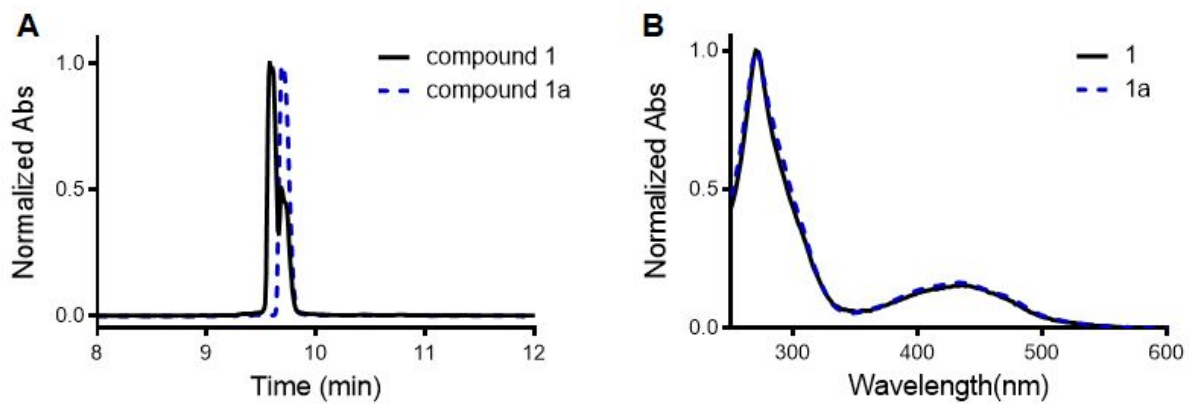 A
compound 1
compound 1a
Normalized Abs
1.0
0.5
0.0
8
9
10
11
12
Time (min)
B
1
1a
Normalized Abs
1.0
0.5
0.0
300
400
500
600
Wavelength(nm)